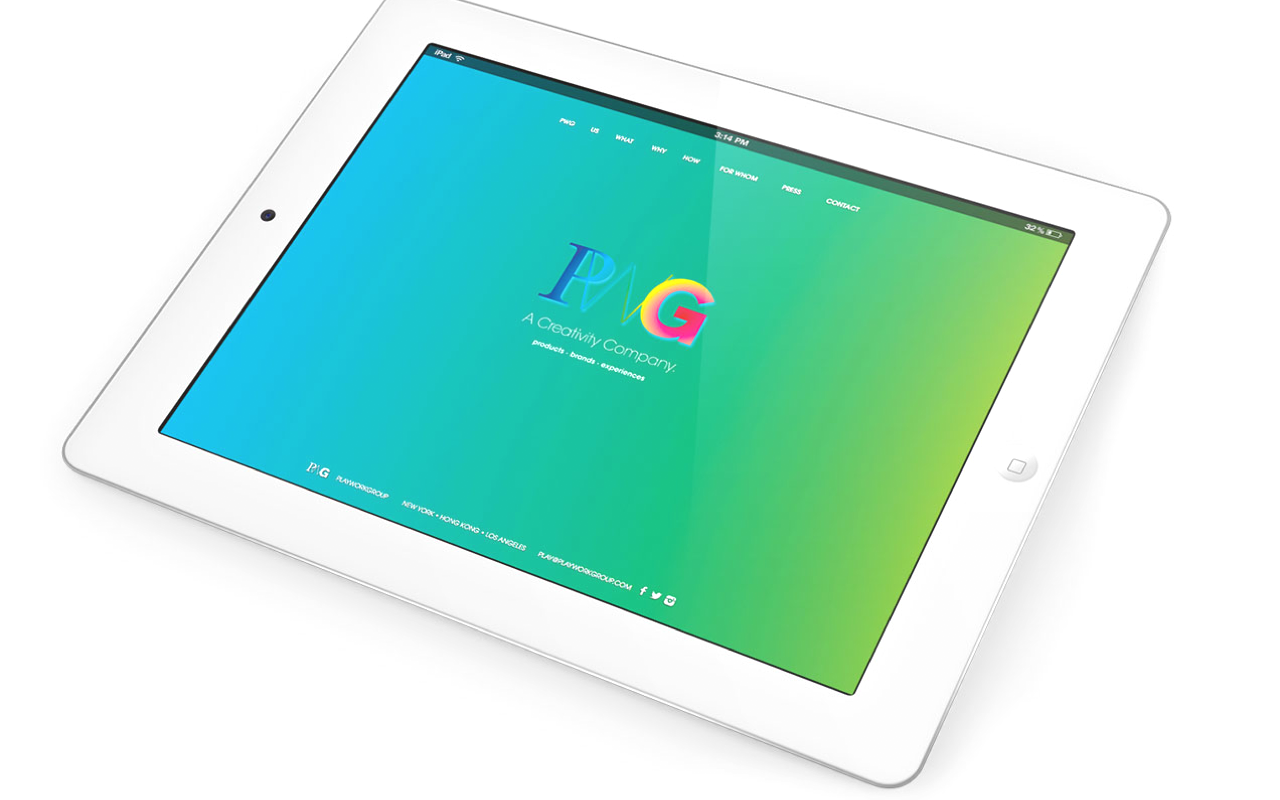 iPad 3:14 PM 32%
PWG US WHAT WHY HOW FOR WHOM PRESS CONTACT
PWG
A Creativity Company.
products . brands . experiences
PWG PLAYWORKGROUP NEW YORK • HONG KONG • LOS ANGELES PLAY@PLAYWORKGROUP.COM